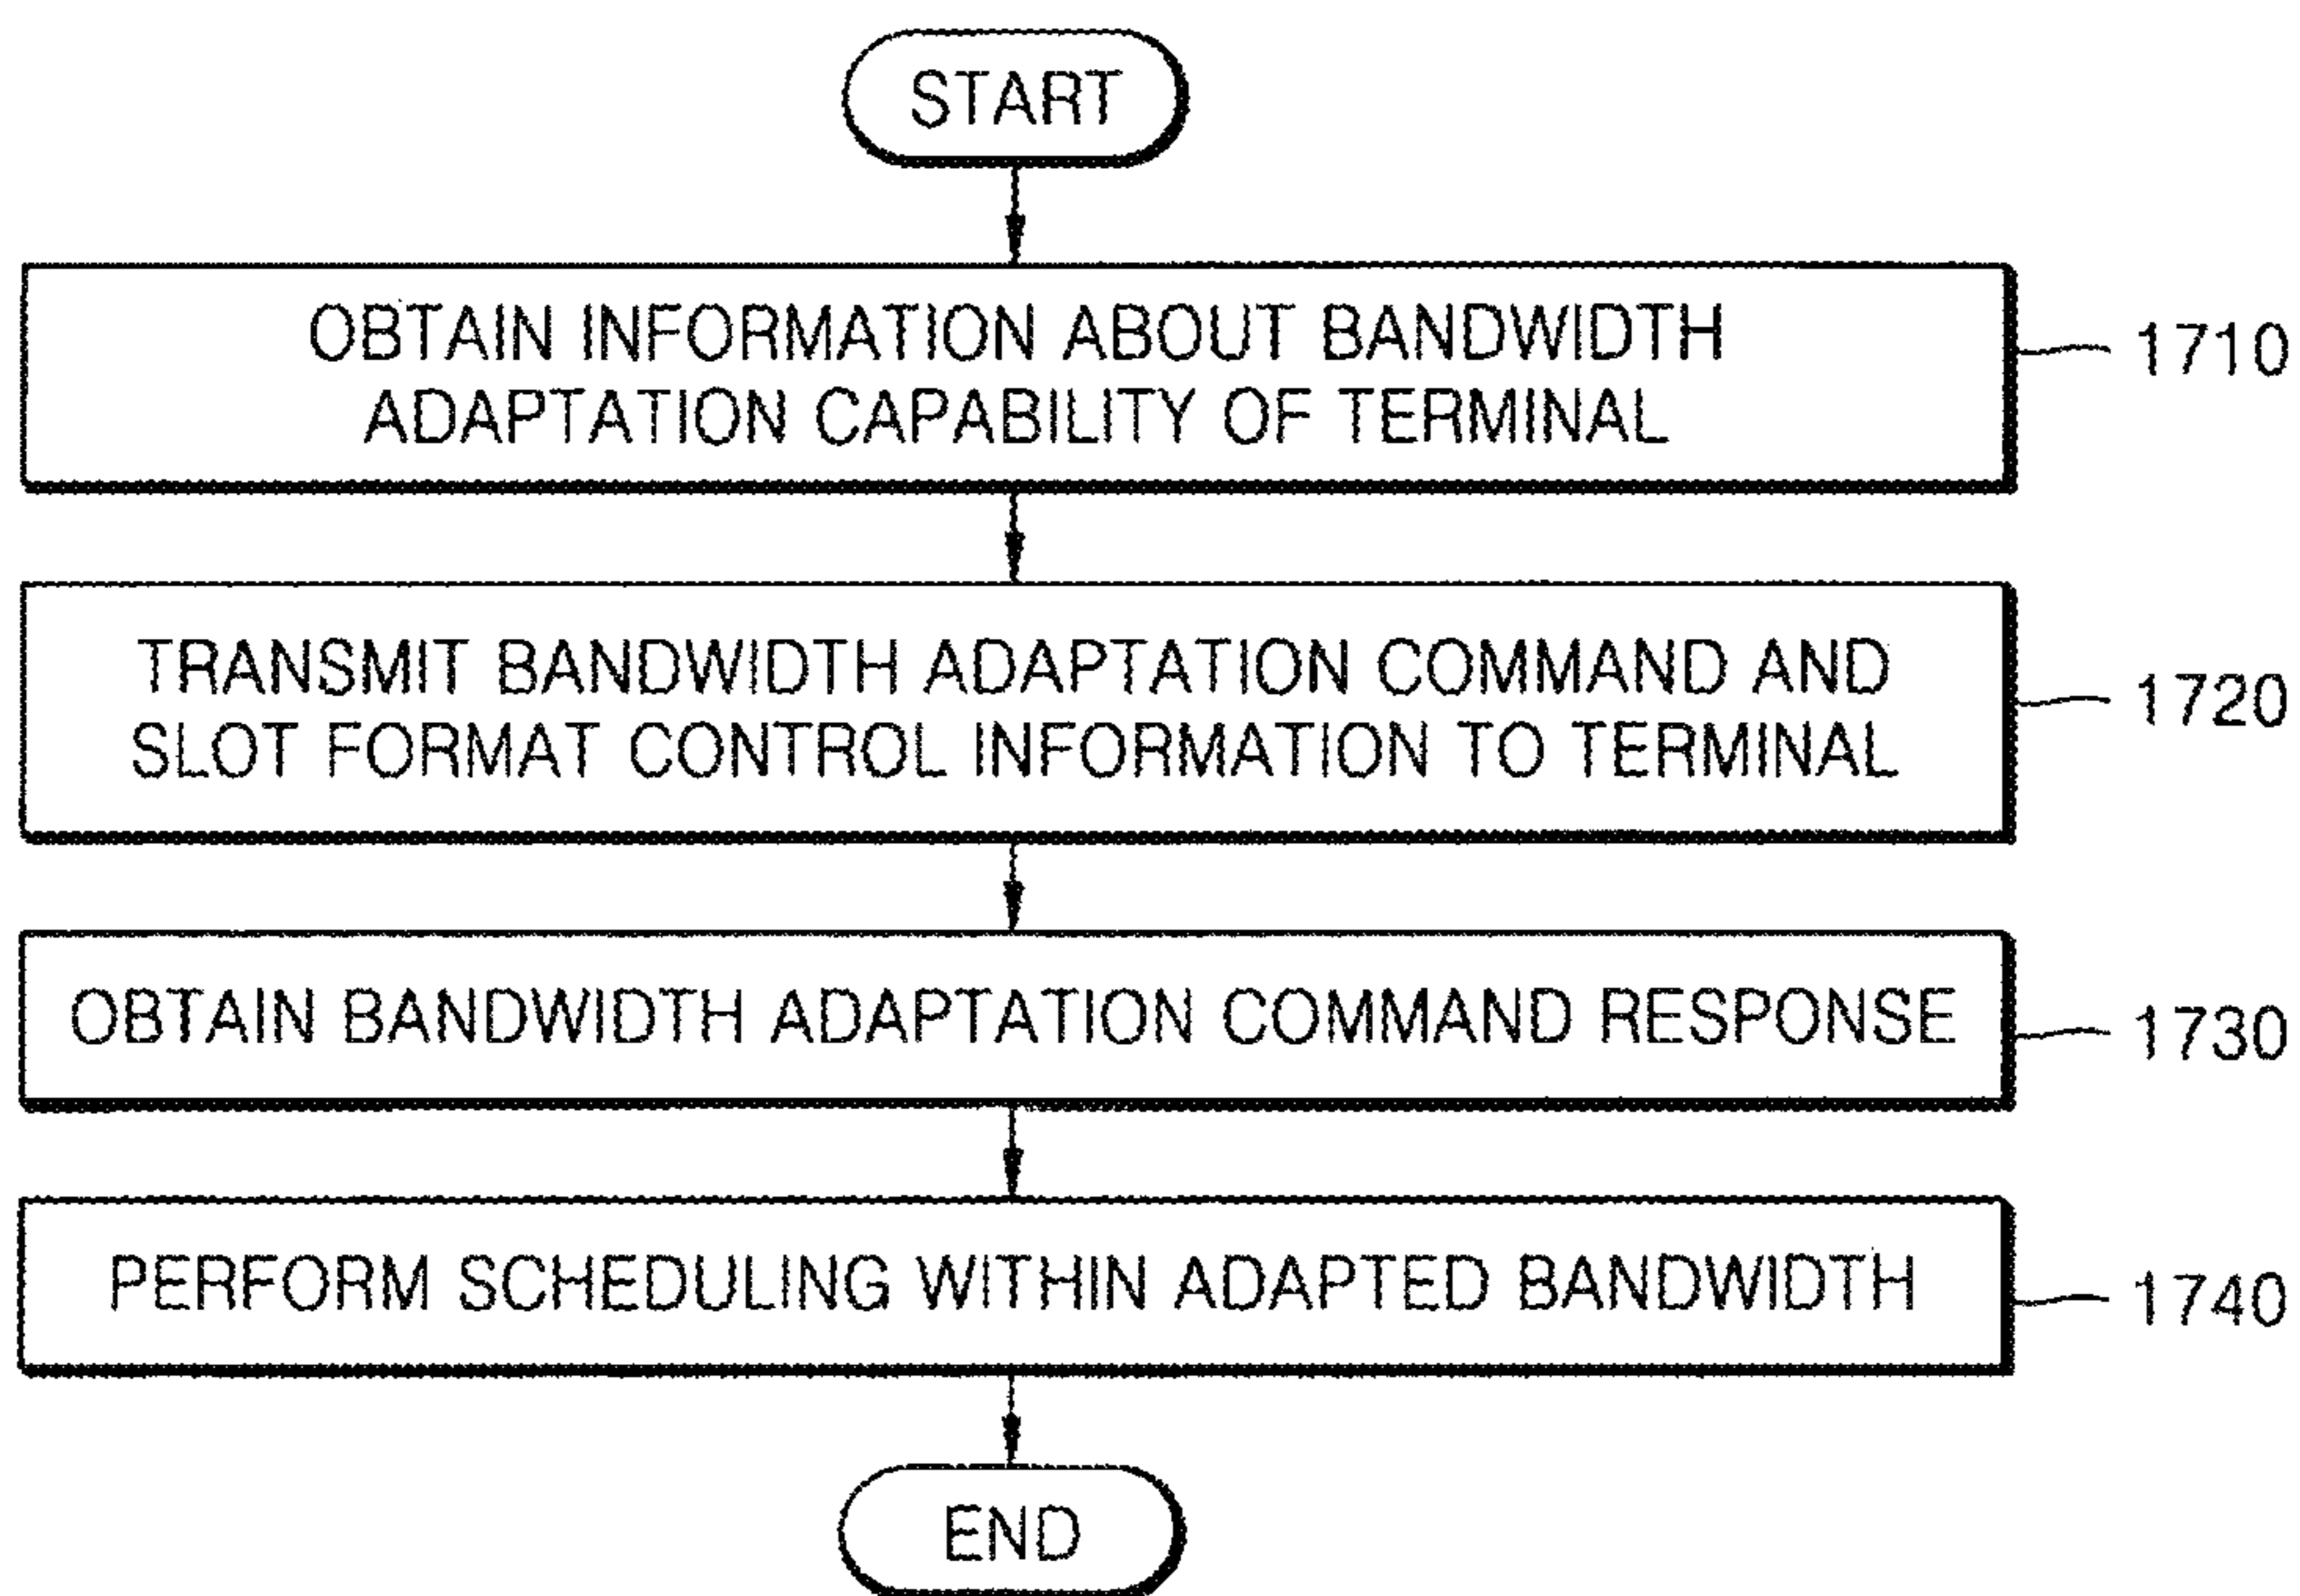 START
OBTAIN INFORMATION ABOUT BANDWIDTH
ADAPTATION CAPABILITY OF TERMINAL
1710
TRANSMIT BANDWIDTH ADAPTATION COMMAND AND
SLOT FORMAT CONTROL INFORMATION TO TERMINAL
1720
OBTAIN BANDWIDTH ADAPTATION COMMAND RESPONSE
1730
PERFORM SCHEDULING WITHIN ADAPTED BANDWIDTH
1740
END